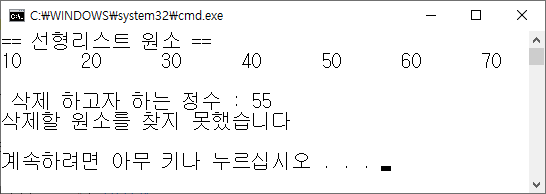 C:₩WINDOWS₩system32₩cmd.exe
== 선형리스트 원소 ==
10 20 30 40 50 60 70
삭제 하고자 하는 정수 : 55
삭제할 원소를 찾지 못했습니다
계속하려면 아무 키나 누르십시오 . . .